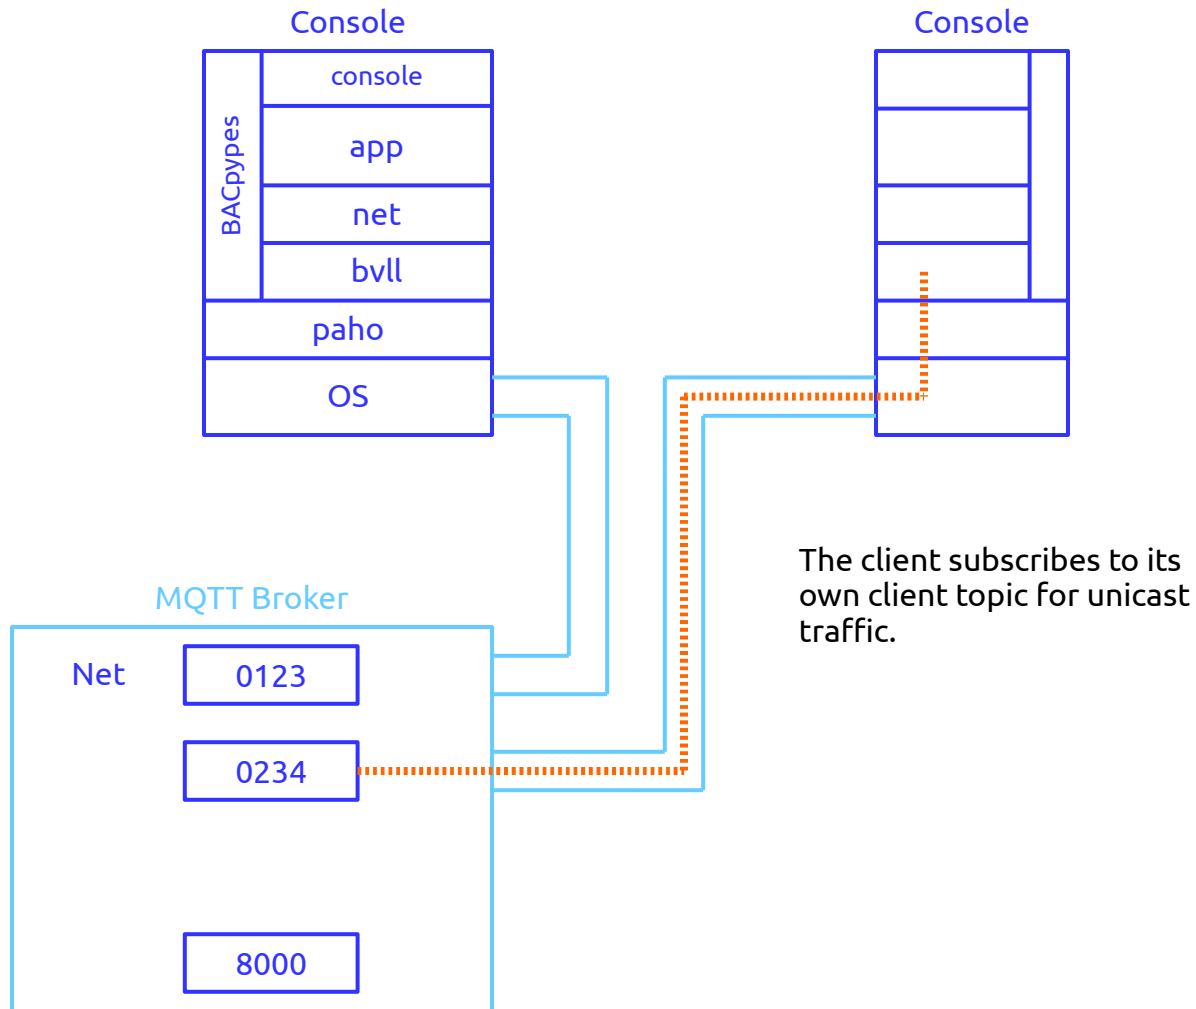 Console
Console
console
BACpypes
app
net
bvll
paho
OS
The client subscribes to its
own client topic for unicast
traffic.
MQTT Broker
Net
0123
0234
8000